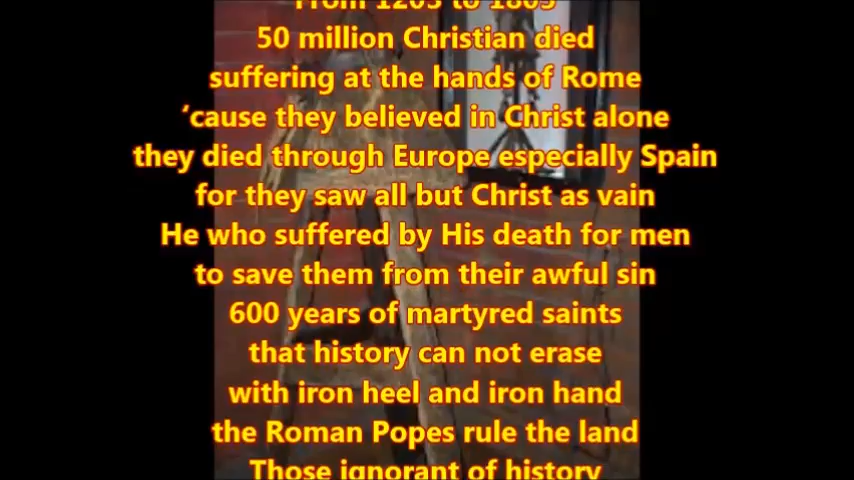 From 1203 to 1803
50 million Christian died
suffering at the hands of Rome
‘cause they believed in Christ alone
they died through Europe especially Spain
for they saw all but Christ as vain
He who suffered by His death for men
to save them from their awful sin
600 years of martyred saints
that history can not erase
with iron heel and iron hand
the Roman Popes rule the land
Those ignorant of history